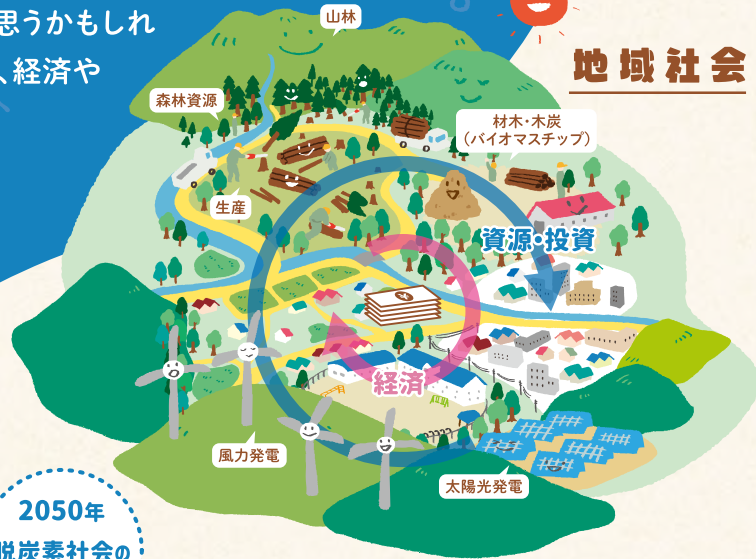 思うかもしれ
、経済や
山林
地域社会
森林資源
材木・木炭
（バイオマスチップ）
生産
資源・投資
経済
風力発電
太陽光発電
2050年
脱炭素社会の